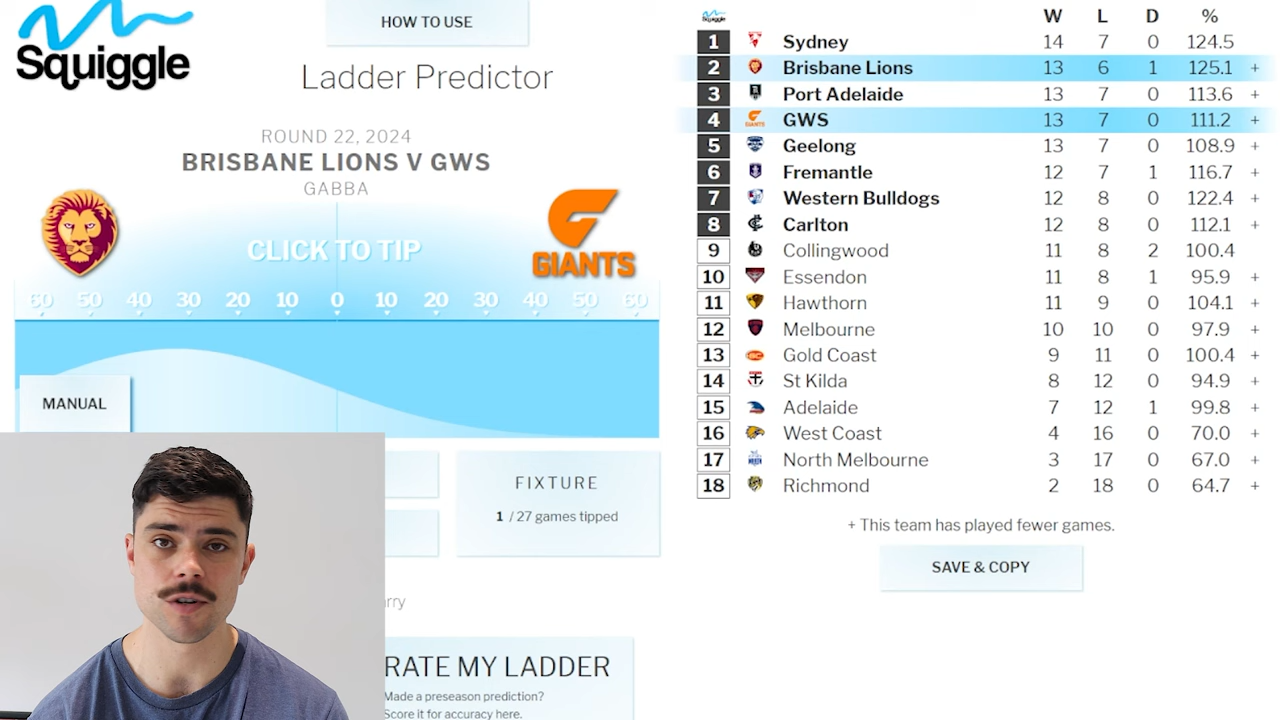 Squiggle
HOW TO USE
Ladder Predictor
ROUND 22, 2024
BRISBANE LIONS V GWS
GABBA
CLICK TO TIP
GIANTS
60 50 40 30 20 10 0 10 20 30 40 50 60
MANUAL
FIXTURE
1 / 27 games tipped
RATE MY LADDER
Made a preseason prediction?
Score it for accuracy here.
Squiggle W L D %
1 Sydney 14 7 0 124.5
2 Brisbane Lions 13 6 1 125.1 +
3 Port Adelaide 13 7 0 113.6 +
4 GIANTS GWS 13 7 0 111.2 +
5 Geelong 13 7 0 108.9 +
6 Fremantle 12 7 1 116.7 +
7 Western Bulldogs 12 8 0 122.4 +
8 Carlton 12 8 0 112.1 +
9 Collingwood 11 8 2 100.4
10 Essendon 11 8 1 95.9 +
11 Hawthorn 11 9 0 104.1 +
12 Melbourne 10 10 0 97.9 +
13 Gold Coast 9 11 0 100.4 +
14 St Kilda 8 12 0 94.9 +
15 Adelaide 7 12 1 99.8 +
16 West Coast 4 16 0 70.0 +
17 North Melbourne 3 17 0 67.0 +
18 Richmond 2 18 0 64.7 +
+ This team has played fewer games.
SAVE & COPY